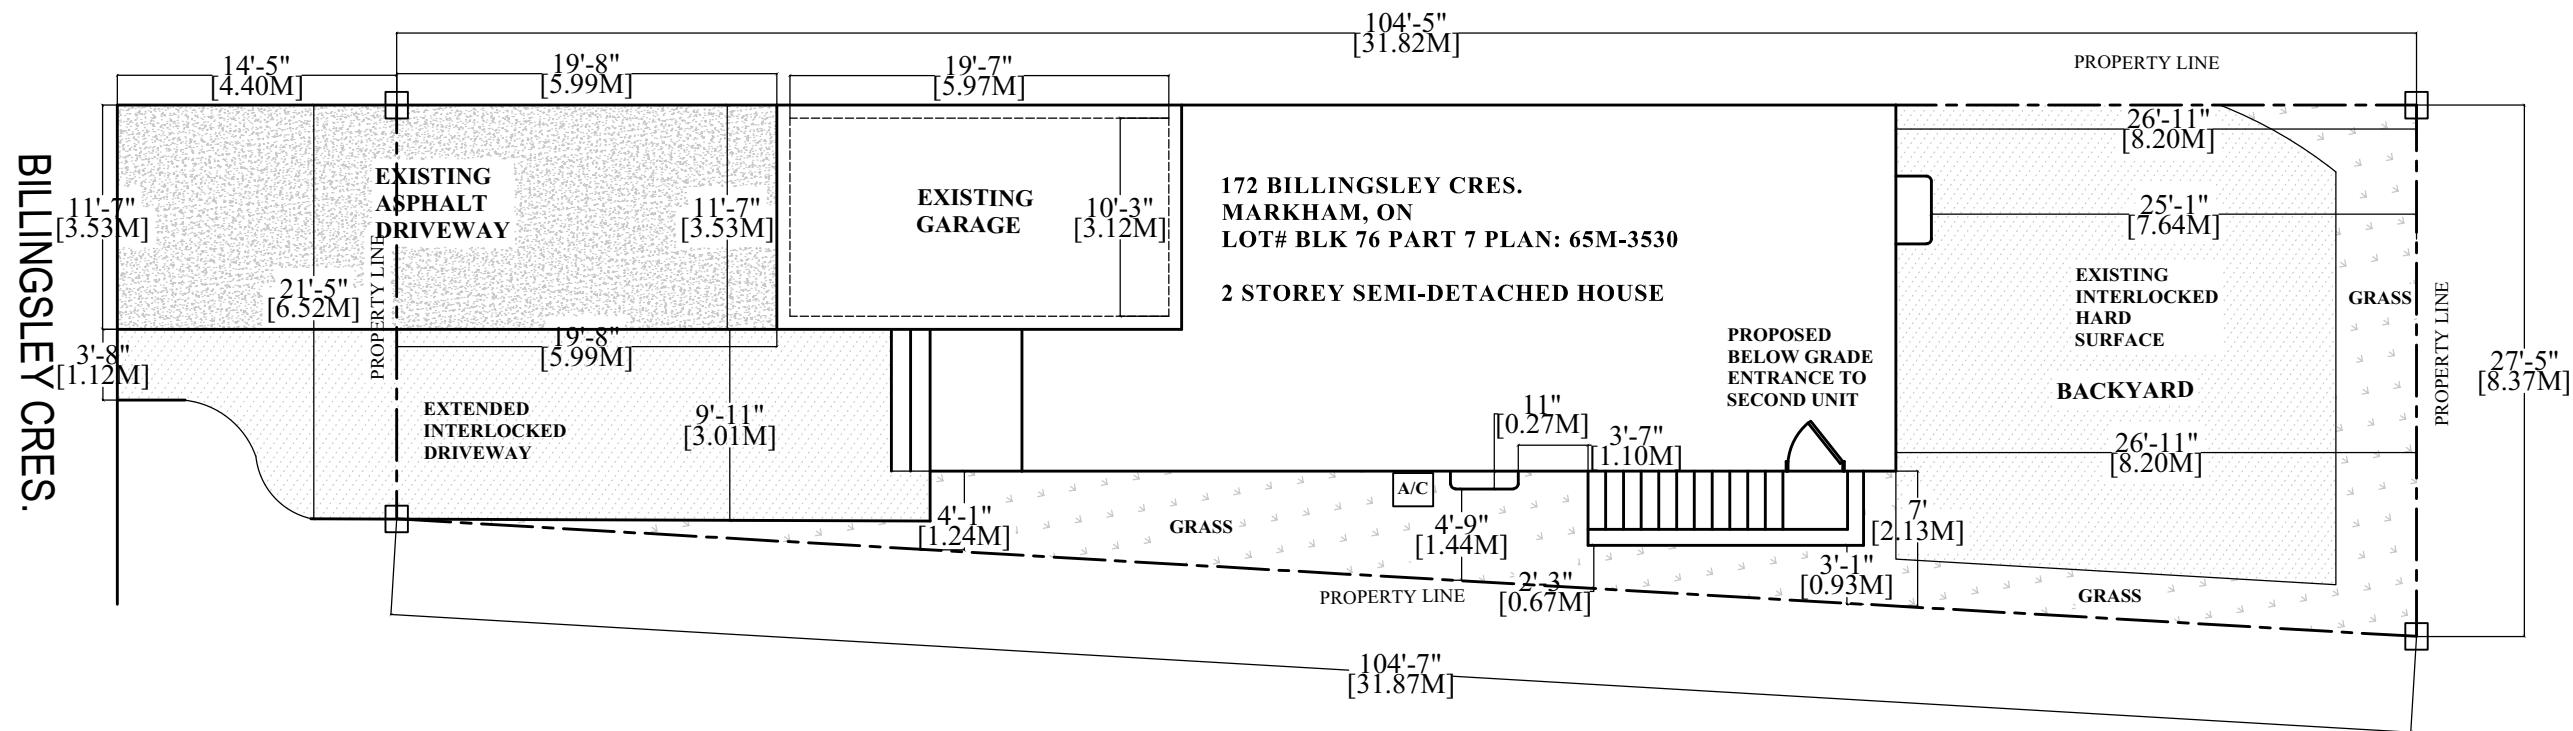 104'-5"
[31.82M]
14'-5"
[4.40M]
19'-8"
[5.99M]
19'-7"
[5.97M]
PROPERTY LINE
26'-11"
[8.20M]
BILLINGSLEY CRES.
11'-7"
[3.53M]
EXISTING
ASPHALT
DRIVEWAY
11'-7"
[3.53M]
EXISTING
GARAGE
10'-3"
[3.12M]
172 BILLINGSLEY CRES.
MARKHAM, ON
LOT# BLK 76 PART 7 PLAN: 65M-3530
2 STOREY SEMI-DETACHED HOUSE
25'-1"
[7.64M]
EXISTING
INTERLOCKED
HARD
SURFACE
GRASS
PROPERTY LINE
27'-5"
[8.37M]
21'-5"
[6.52M]
PROPERTY LINE
3'-8"
[1.12M]
19'-8"
[5.99M]
PROPOSED
BELOW GRADE
ENTRANCE TO
SECOND UNIT
BACKYARD
EXTENDED
INTERLOCKED
DRIVEWAY
9'-11"
[3.01M]
11"
[0.27M]
3'-7"
[1.10M]
26'-11"
[8.20M]
A/C
4'-1"
[1.24M]
GRASS
4'-9"
[1.44M]
7'
[2.13M]
2'-3"
[0.67M]
3'-1"
[0.93M]
PROPERTY LINE
GRASS
104'-7"
[31.87M]